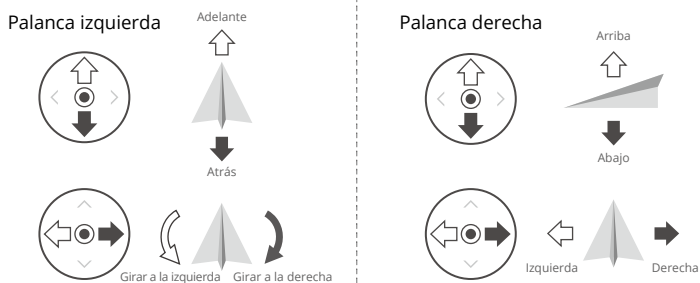 Palanca izquierda
Adelante
Atrás
Girar a la izquierda
Girar a la derecha
Palanca derecha
Arriba
Abajo
Izquierda
Derecha